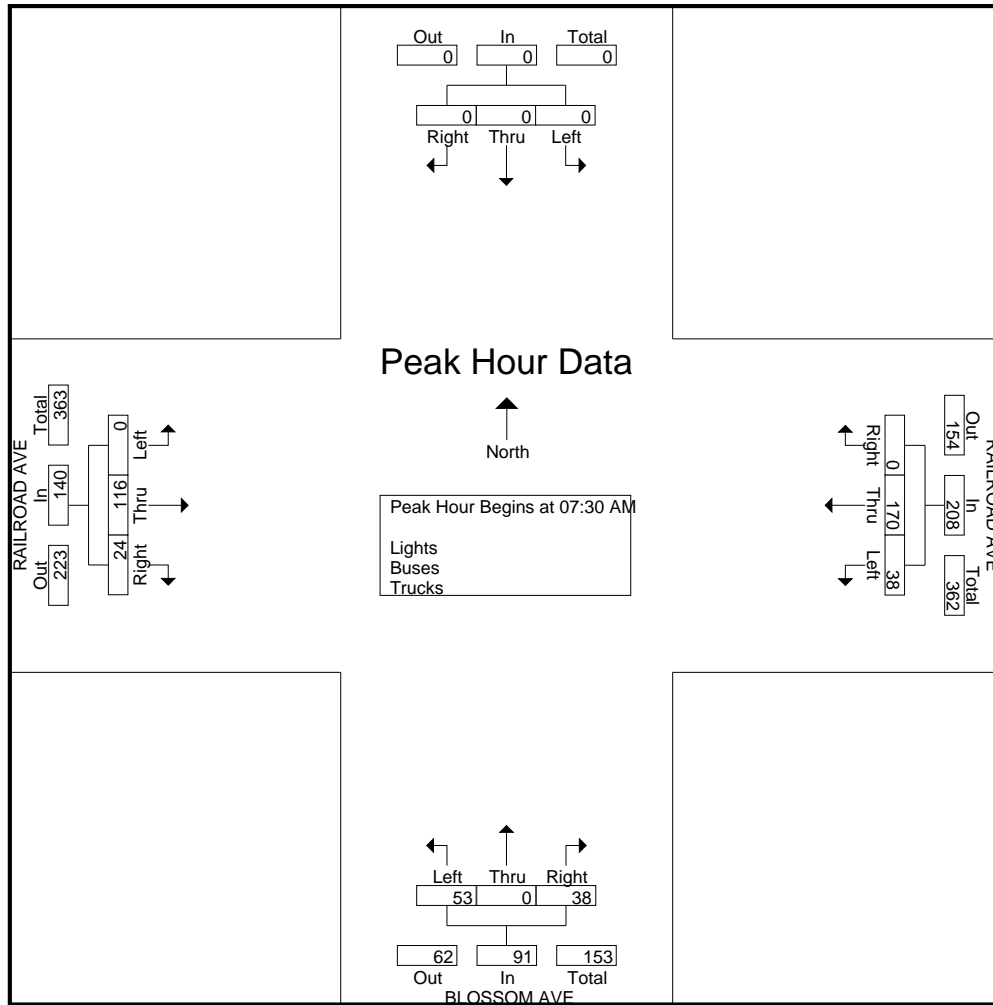 Out In Total
0 0 0
0 0 0
Right Thru Left
Peak Hour Data
North
Peak Hour Begins at 07:30 AM
Lights
Buses
Trucks
RAILROAD AVE
Out In Total
223 140 363
24 116 0
Right Thru Left
RAILROAD AVE
Out In Total
154 208 362
0 170 38
Right Thru Left
Left Thru Right
53 0 38
62 91 153
Out In Total
BLOSSOM AVE